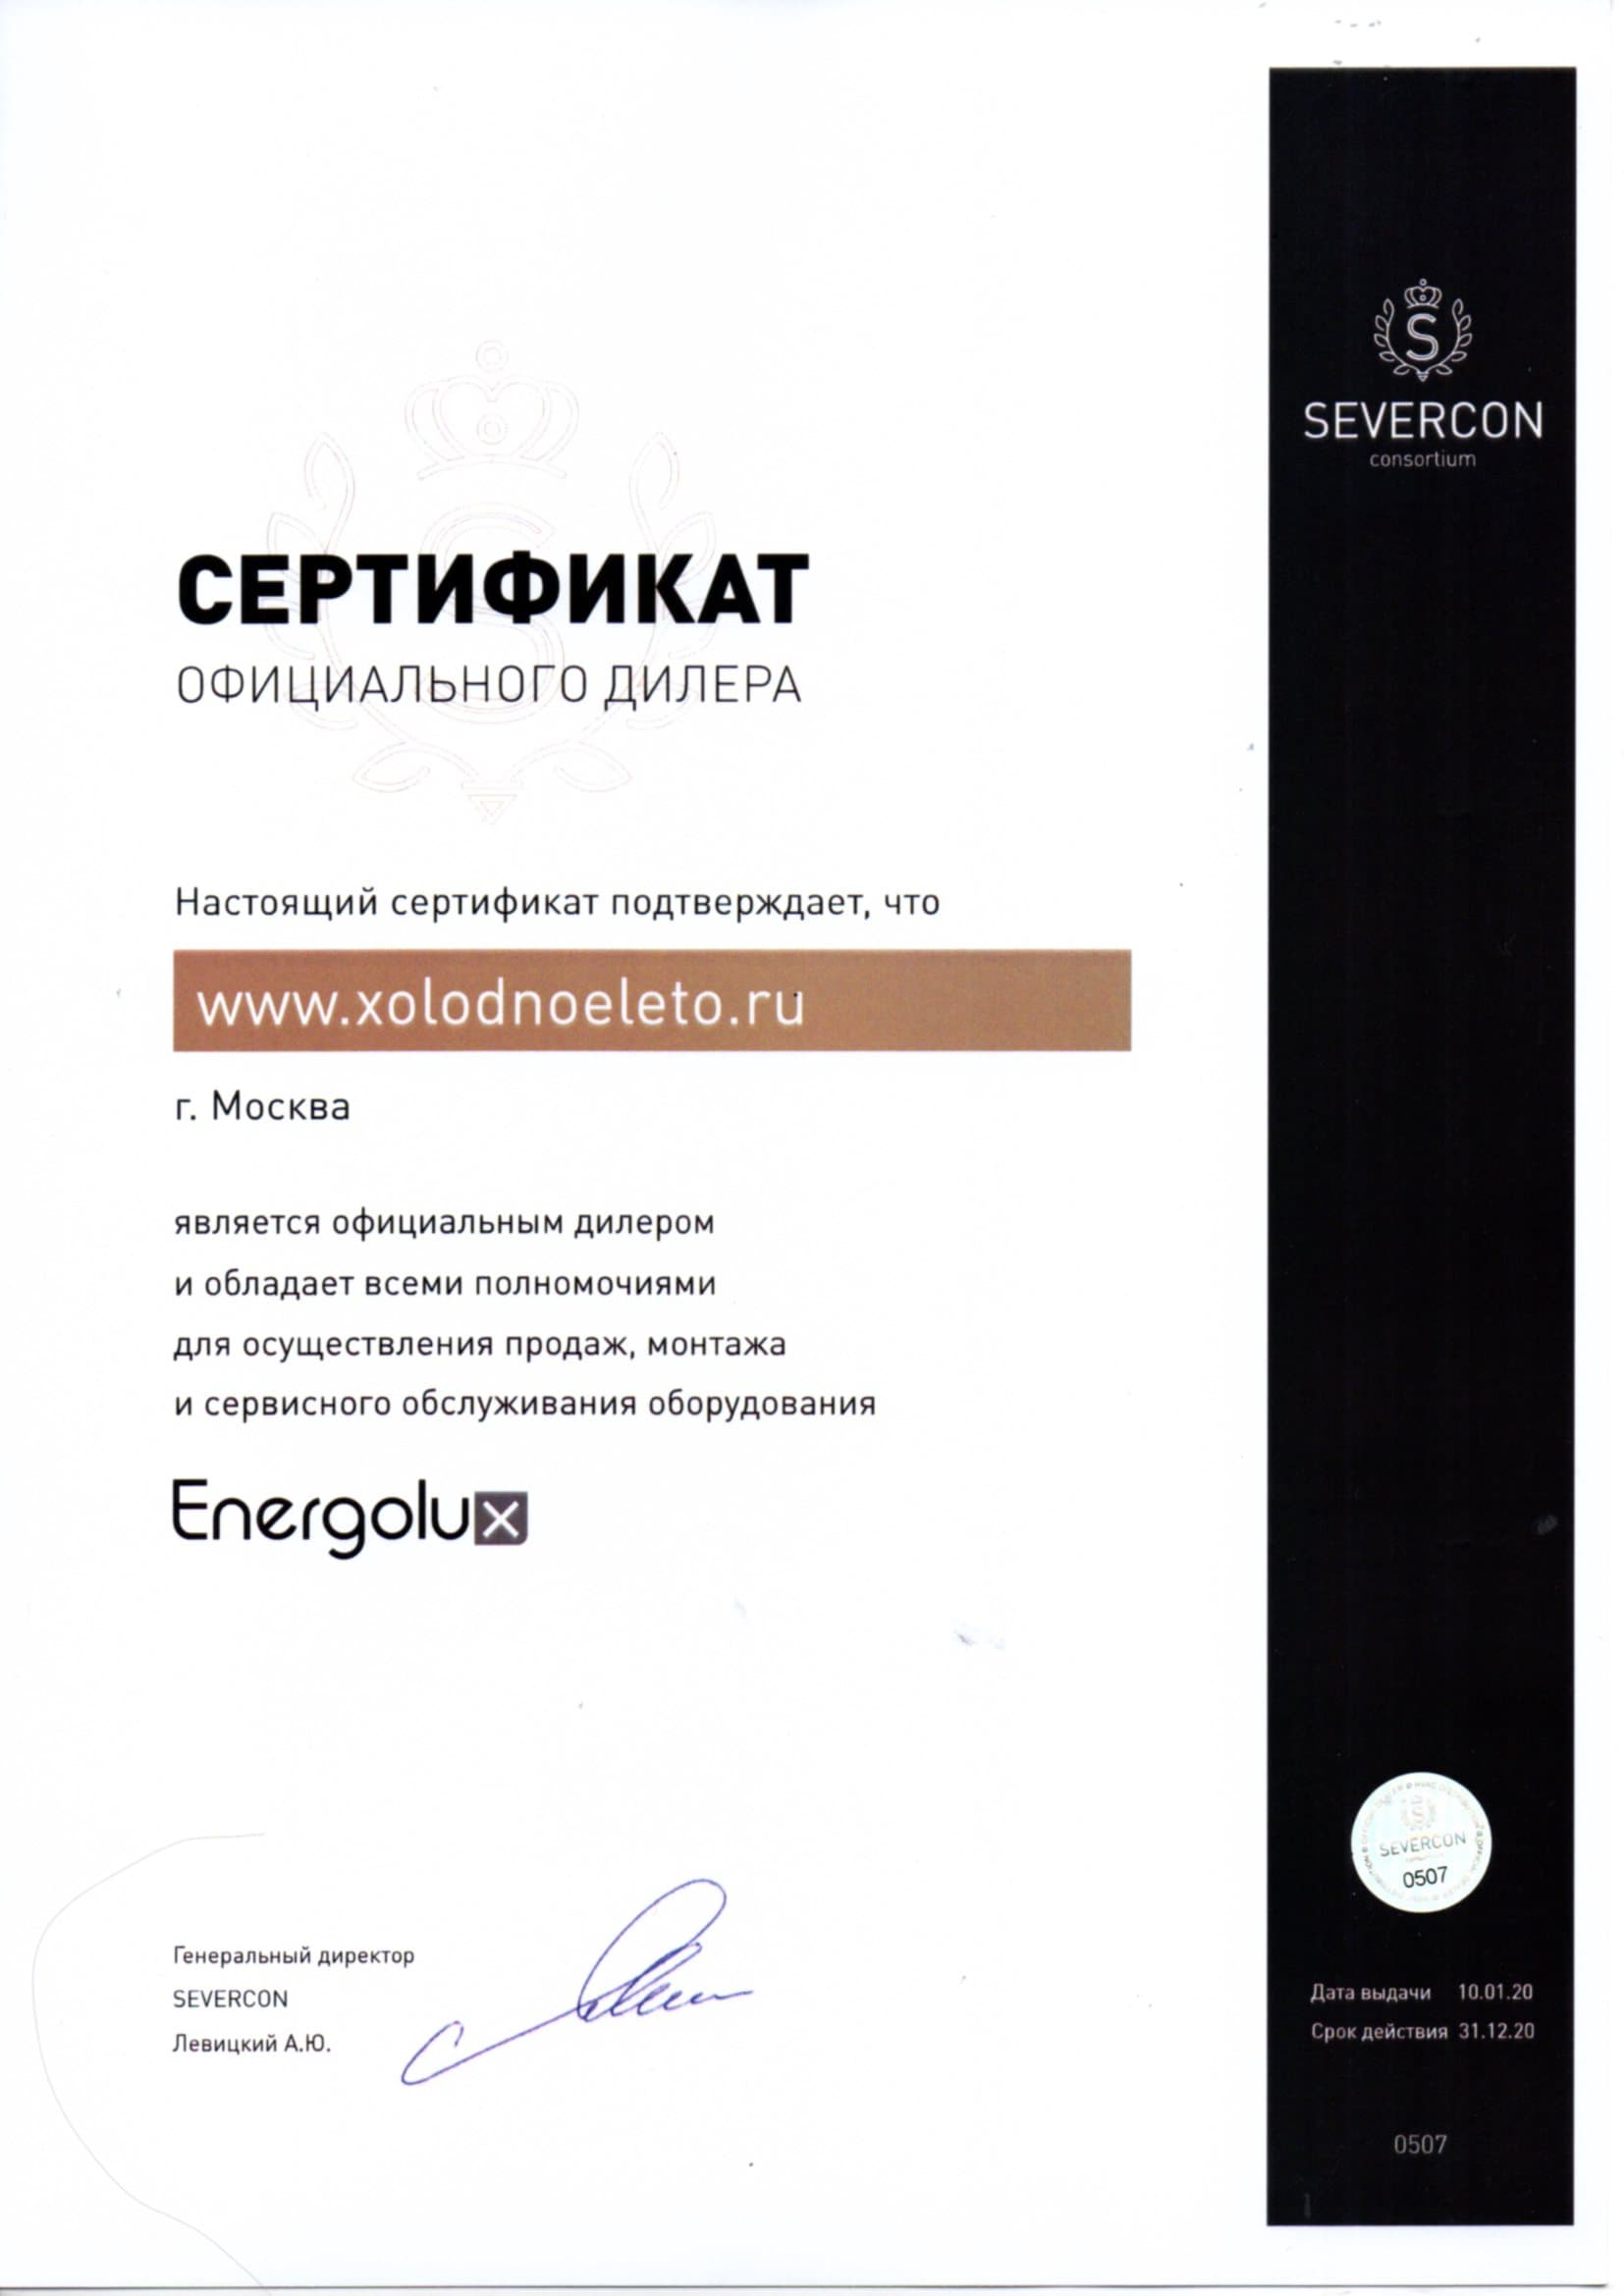 SEVERCON
consortium
СЕРТИФИКАТ
ОФИЦИАЛЬНОГО ДИЛЕРА
Настоящий сертификат подтверждает, что
www.xolodnoeleto.ru
г. Москва
является официальным дилером
и обладает всеми полномочиями
для осуществления продаж, монтажа
и сервисного обслуживания оборудования
Energolux
SEVERCON
0507
Генеральный директор
SEVERCON
Левицкий А.Ю.
Дата выдачи 10.01.20
Срок действия 31.12.20
0507